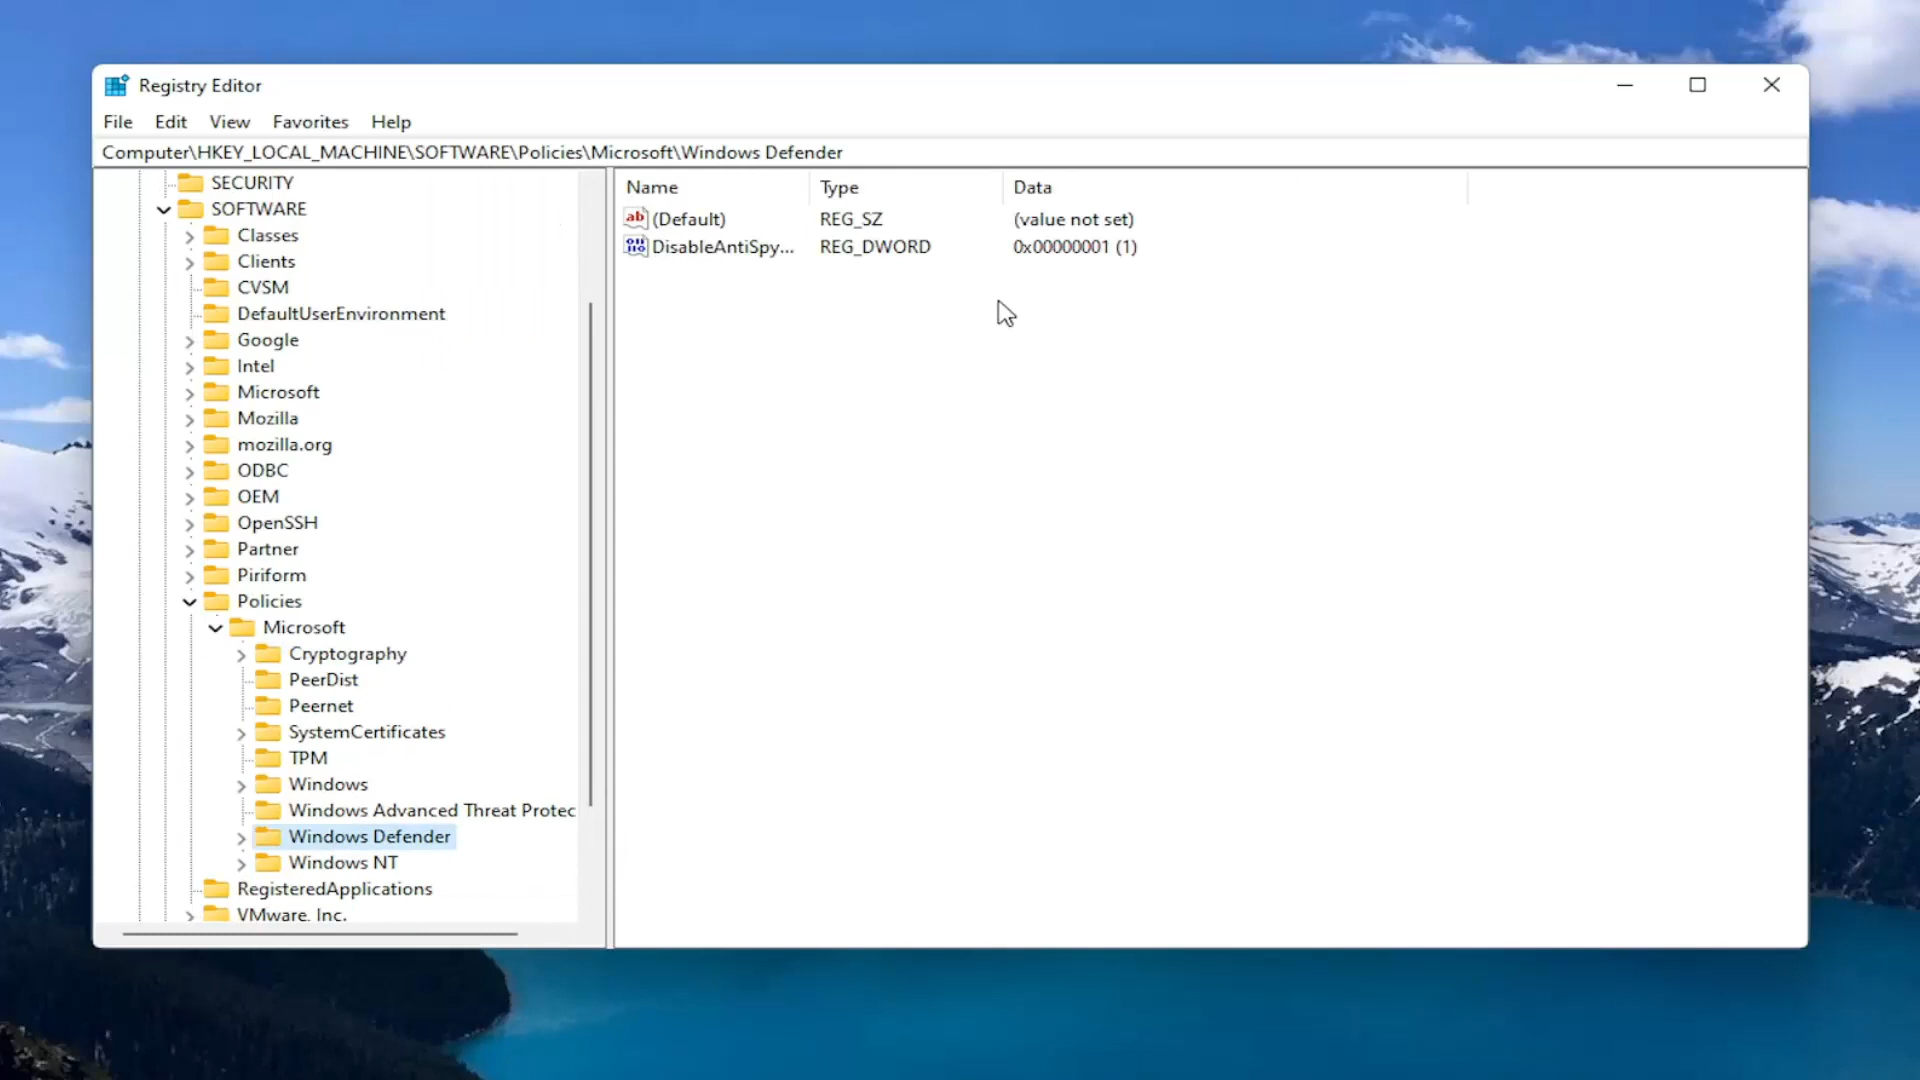 Registry Editor
File Edit View Favorites Help
Computer\HKEY_LOCAL_MACHINE\SOFTWARE\Policies\Microsoft\Windows Defender
SECURITY
SOFTWARE
Classes
Clients
CVSM
DefaultUserEnvironment
Google
Intel
Microsoft
Mozilla
mozilla.org
ODBC
OEM
OpenSSH
Partner
Piriform
Policies
Microsoft
Cryptography
PeerDist
Peernet
SystemCertificates
TPM
Windows
Windows Advanced Threat Protec
Windows Defender
Windows NT
RegisteredApplications
VMware, Inc.
Name Type Data
(Default) REG_SZ (value not set)
DisableAntiSpy... REG_DWORD 0x00000001 (1)